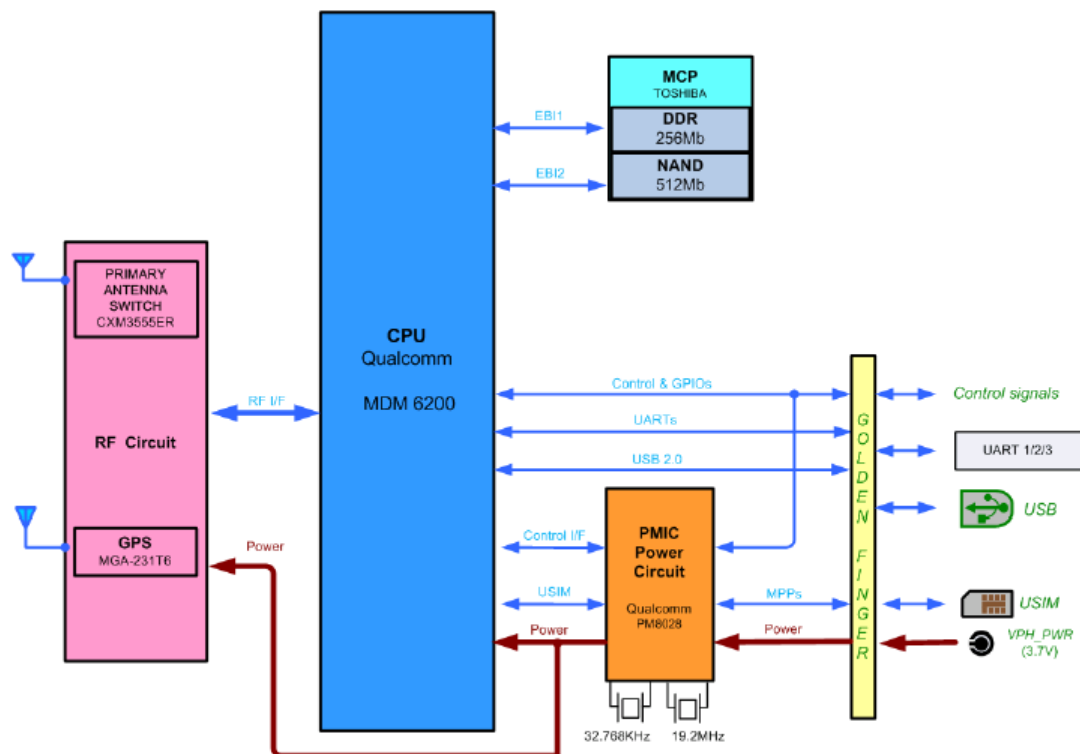 MCP
TOSHIBA
DDR
256Mb
NAND
512Mb
EBI1
EBI2
PRIMARY
ANTENNA
SWITCH
CXM3555ER
RF Circuit
GPS
MGA-231T6
RF I/F
Power
CPU
Qualcomm
MDM 6200
Control & GPIOs
UARTs
USB 2.0
Control I/F
USIM
Power
PMIC
Power
Circuit
Qualcomm
PM8028
32.768KHz
19.2MHz
MPPs
Power
GOLDEN FINGER
Control signals
UART 1/2/3
USB
USIM
VPH_PWR
(3.7V)